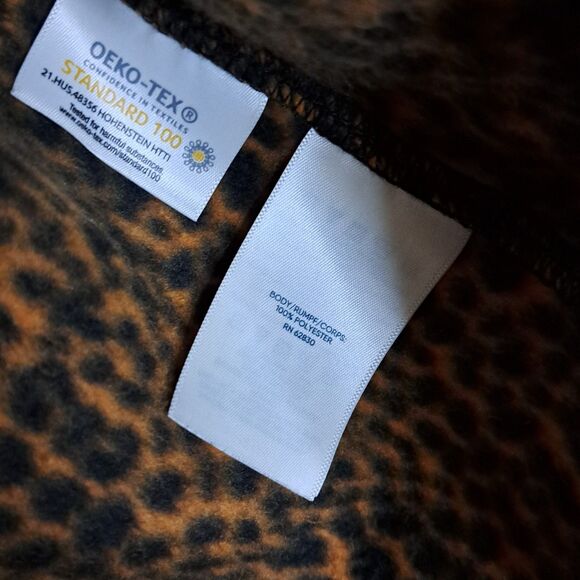 OEKO-TEX®
CONFIDENCE IN TEXTILES
STANDARD 100
21.HUS.48356 HOHENSTEIN HTTI
Tested for harmful substances
www.oeko-tex.com/standard100
BODY/RUMPF/CORPS:
100% POLYESTER
RN 62830